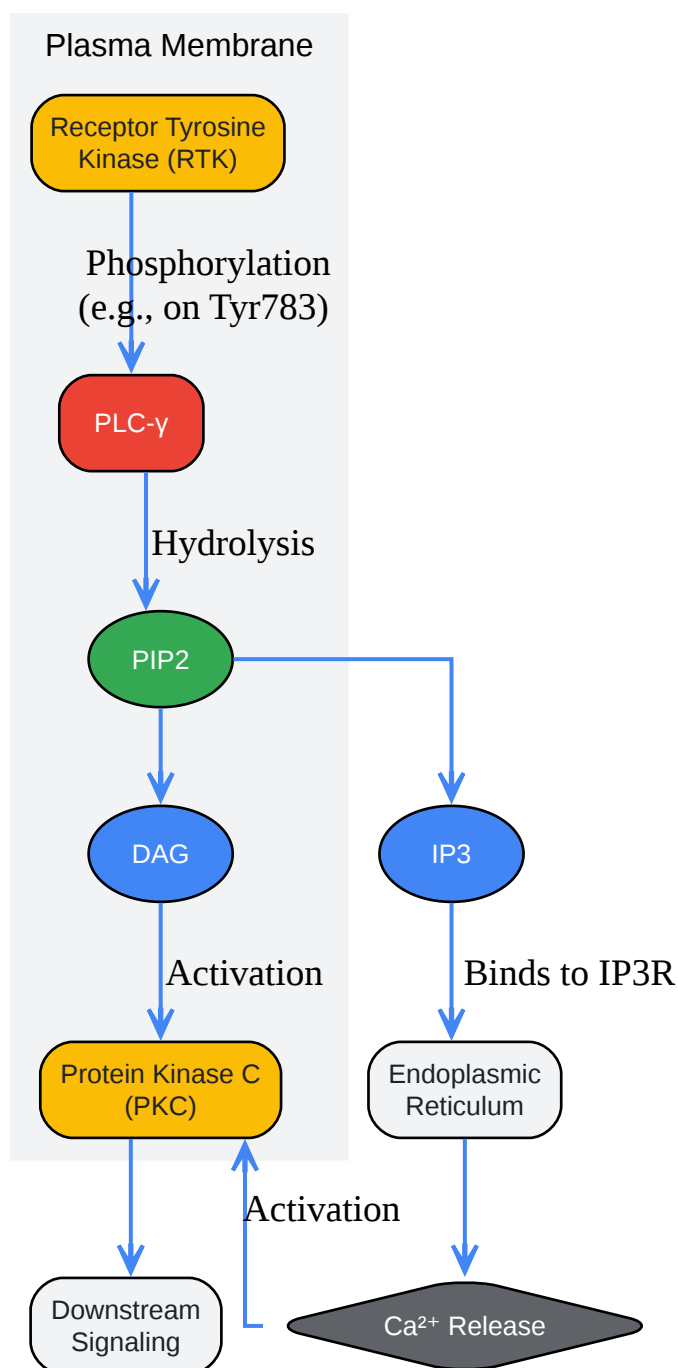 Plasma Membrane
Receptor Tyrosine
Kinase (RTK)
Phosphorylation
(e.g., on Tyr783)
PLC-γ
Hydrolysis
PIP2
DAG
IP3
Activation
Binds to IP3R
Protein Kinase C
(PKC)
Endoplasmic
Reticulum
Activation
Downstream
Signaling
Ca²⁺ Release